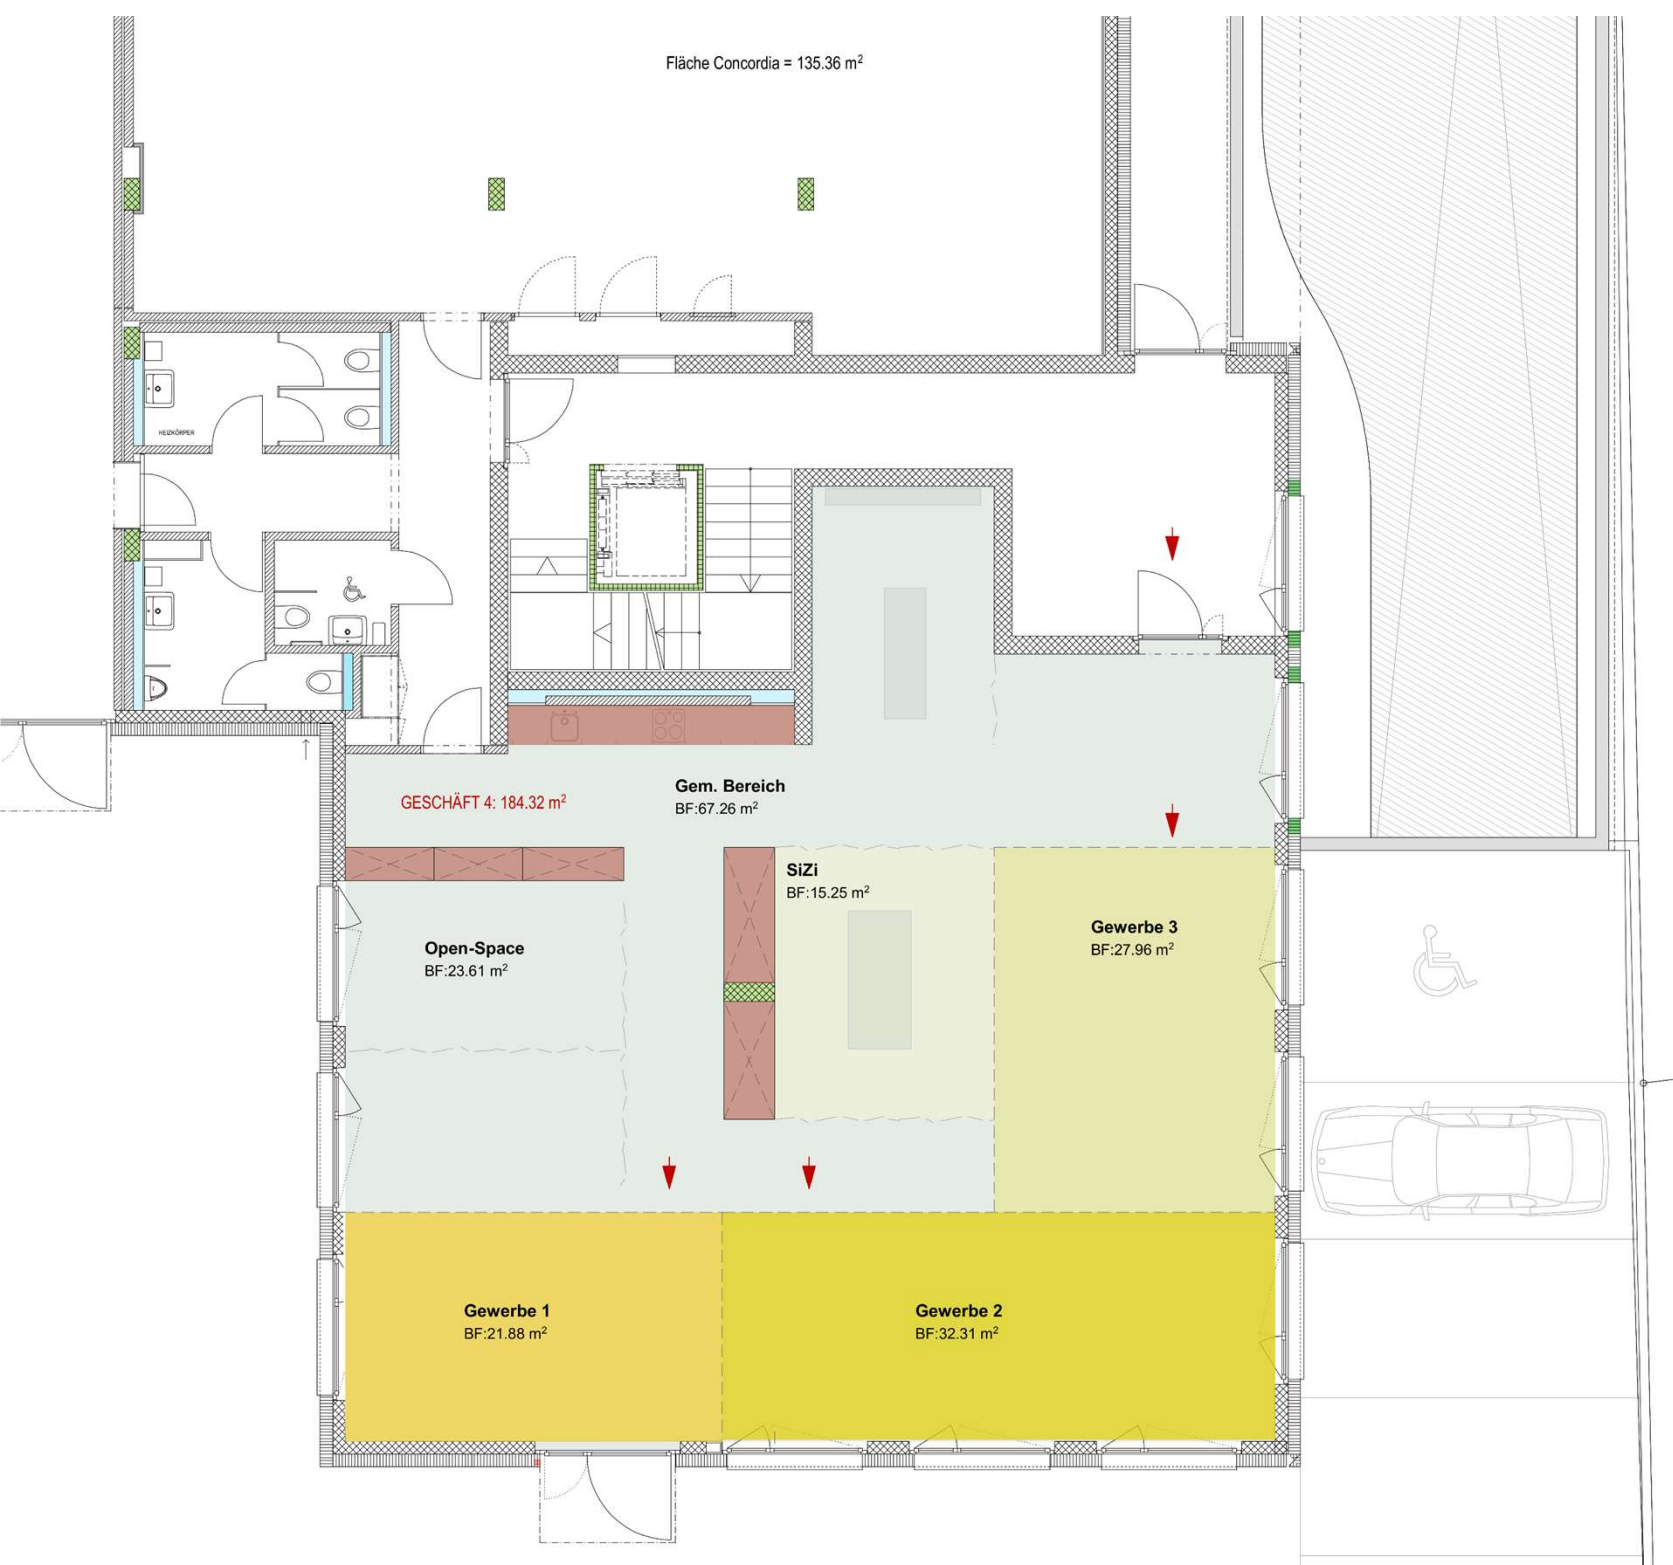 Fläche Concordia = 135.36 m²
HEIZKÖRPER
Gem. Bereich
BF:67.26 m²
GESCHÄFT 4: 184.32 m²
SiZi
BF:15.25 m²
Gewerbe 3
BF:27.96 m²
Open-Space
BF:23.61 m²
Gewerbe 1
BF:21.88 m²
Gewerbe 2
BF:32.31 m²